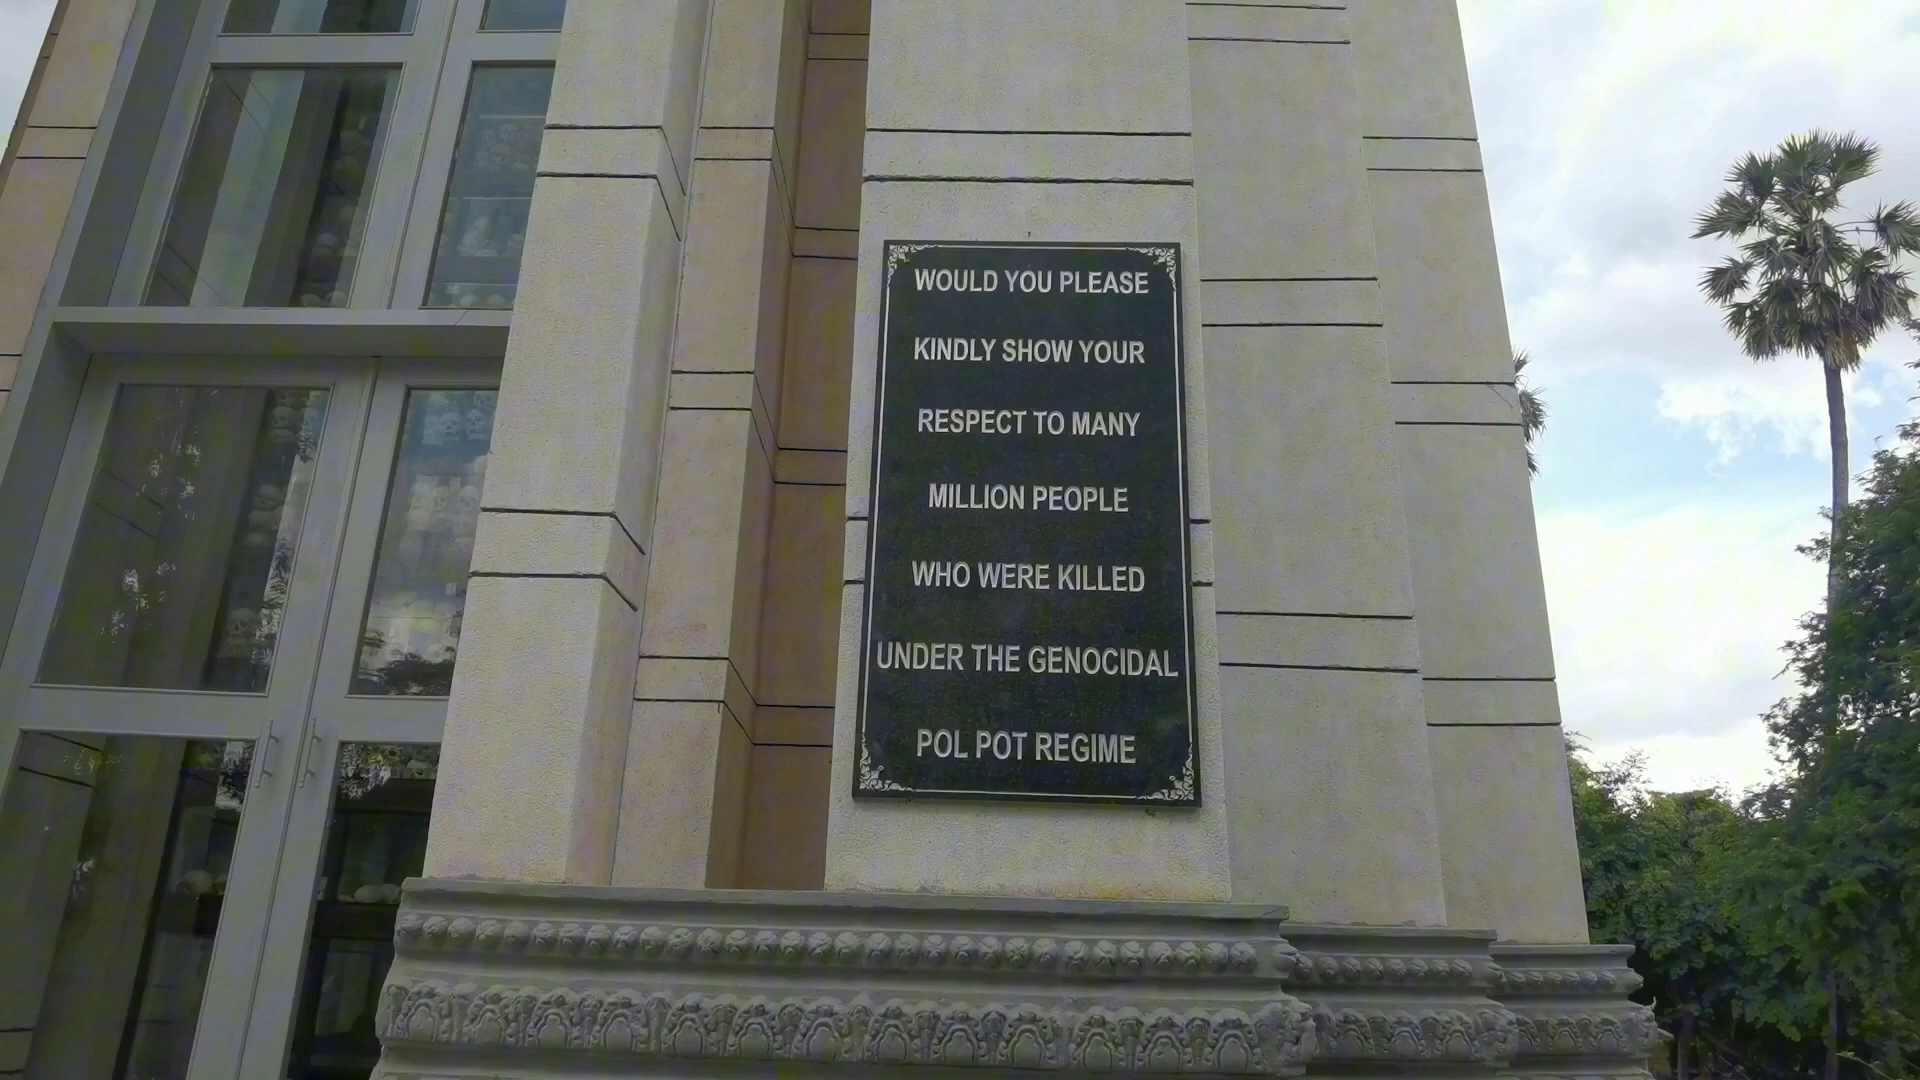 WOULD YOU PLEASE
KINDLY SHOW YOUR
RESPECT TO MANY
MILLION PEOPLE
WHO WERE KILLED
UNDER THE GENOCIDAL
POL POT REGIME